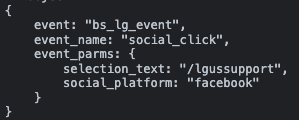 {
event: "bs_lg_event",
event_name: "social_click",
event_parms: {
selection_text: "/lgussupport",
social_platform: "facebook"
}
}